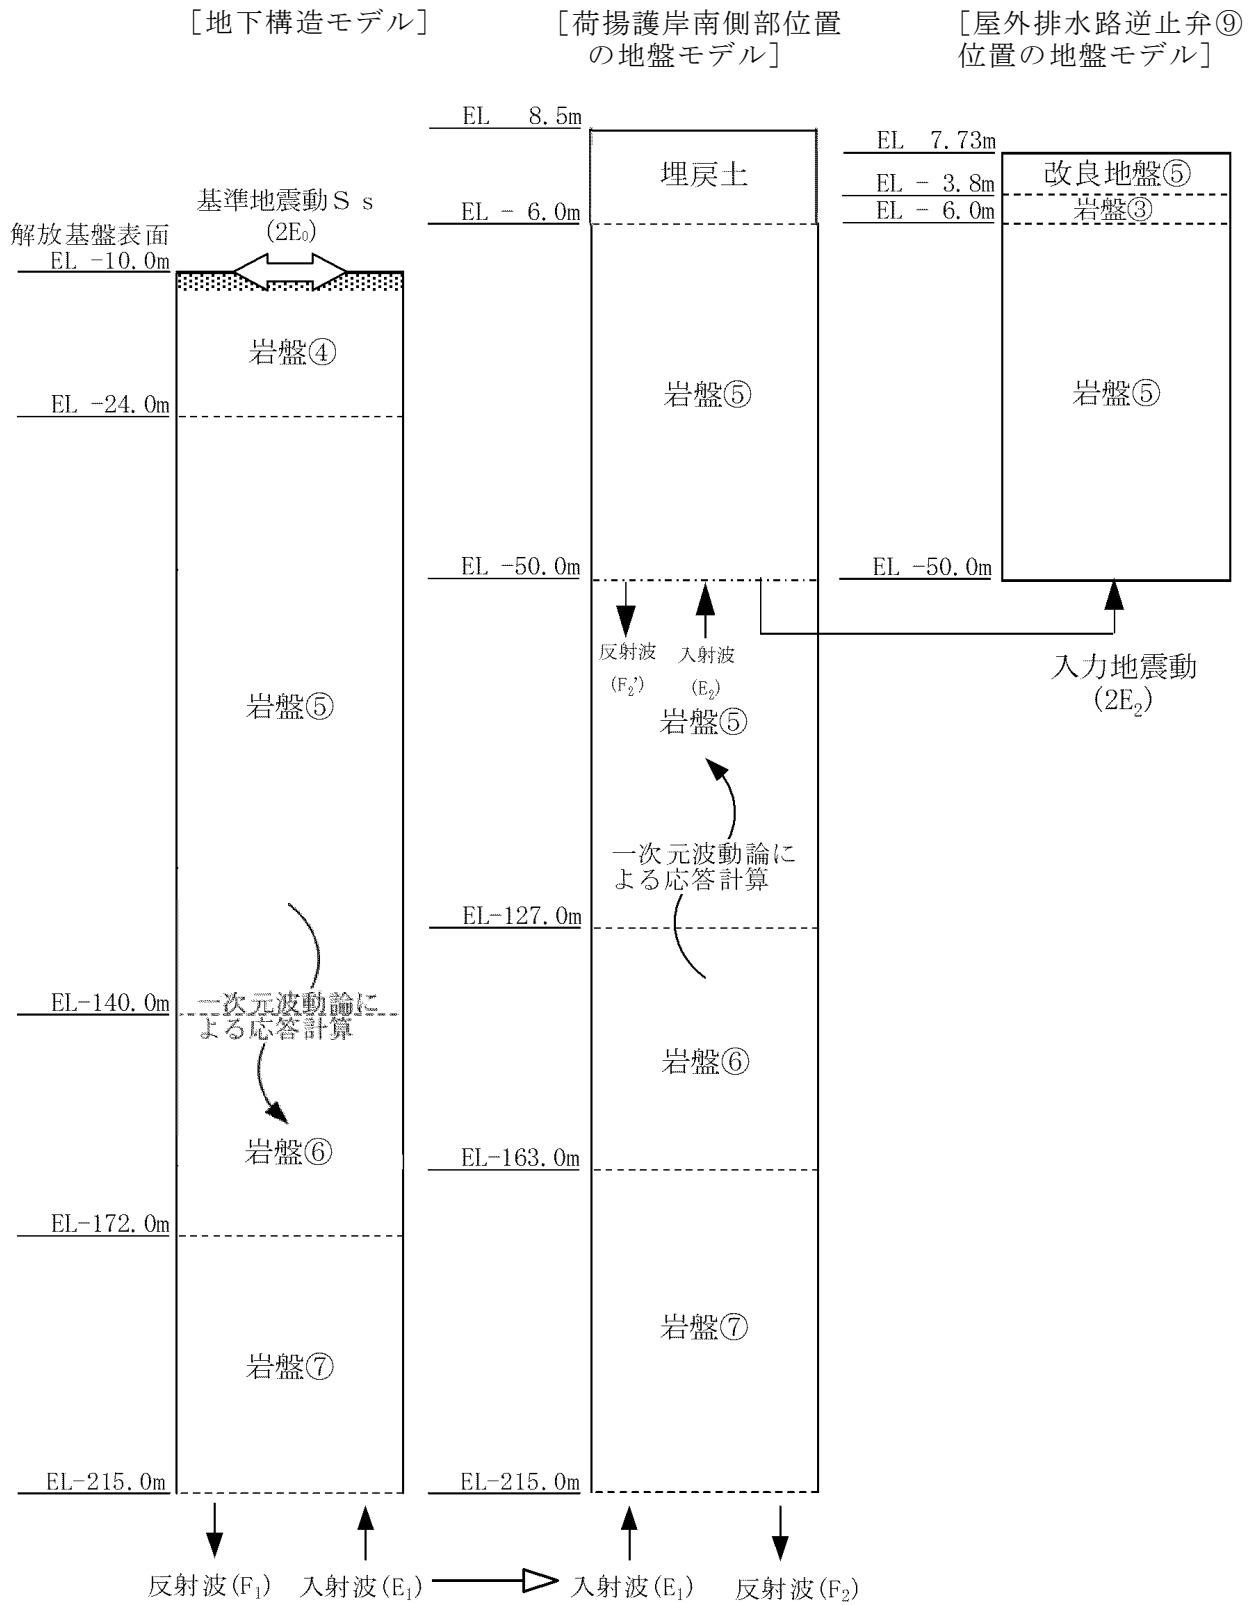 ［地下構造モデル］
基準地震動Ｓｓ
(2E₀)
解放基盤表面
EL -10.0m
岩盤④
EL -24.0m
岩盤⑤
EL-140.0m
一次元波動論に
よる応答計算
岩盤⑥
EL-172.0m
岩盤⑦
EL-215.0m
反射波(F₁)
入射波(E₁)
［荷揚護岸南側部位置
の地盤モデル］
EL 8.5m
埋戻土
EL - 6.0m
岩盤⑤
EL -50.0m
反射波
(F₂')
入射波
(E₂)
岩盤⑤
一次元波動論に
よる応答計算
EL-127.0m
岩盤⑥
EL-163.0m
岩盤⑦
EL-215.0m
入射波(E₁)
反射波(F₂)
［屋外排水路逆止弁⑨
位置の地盤モデル］
EL 7.73m
改良地盤⑤
EL - 3.8m
岩盤③
EL - 6.0m
岩盤⑤
EL -50.0m
入力地震動
(2E₂)